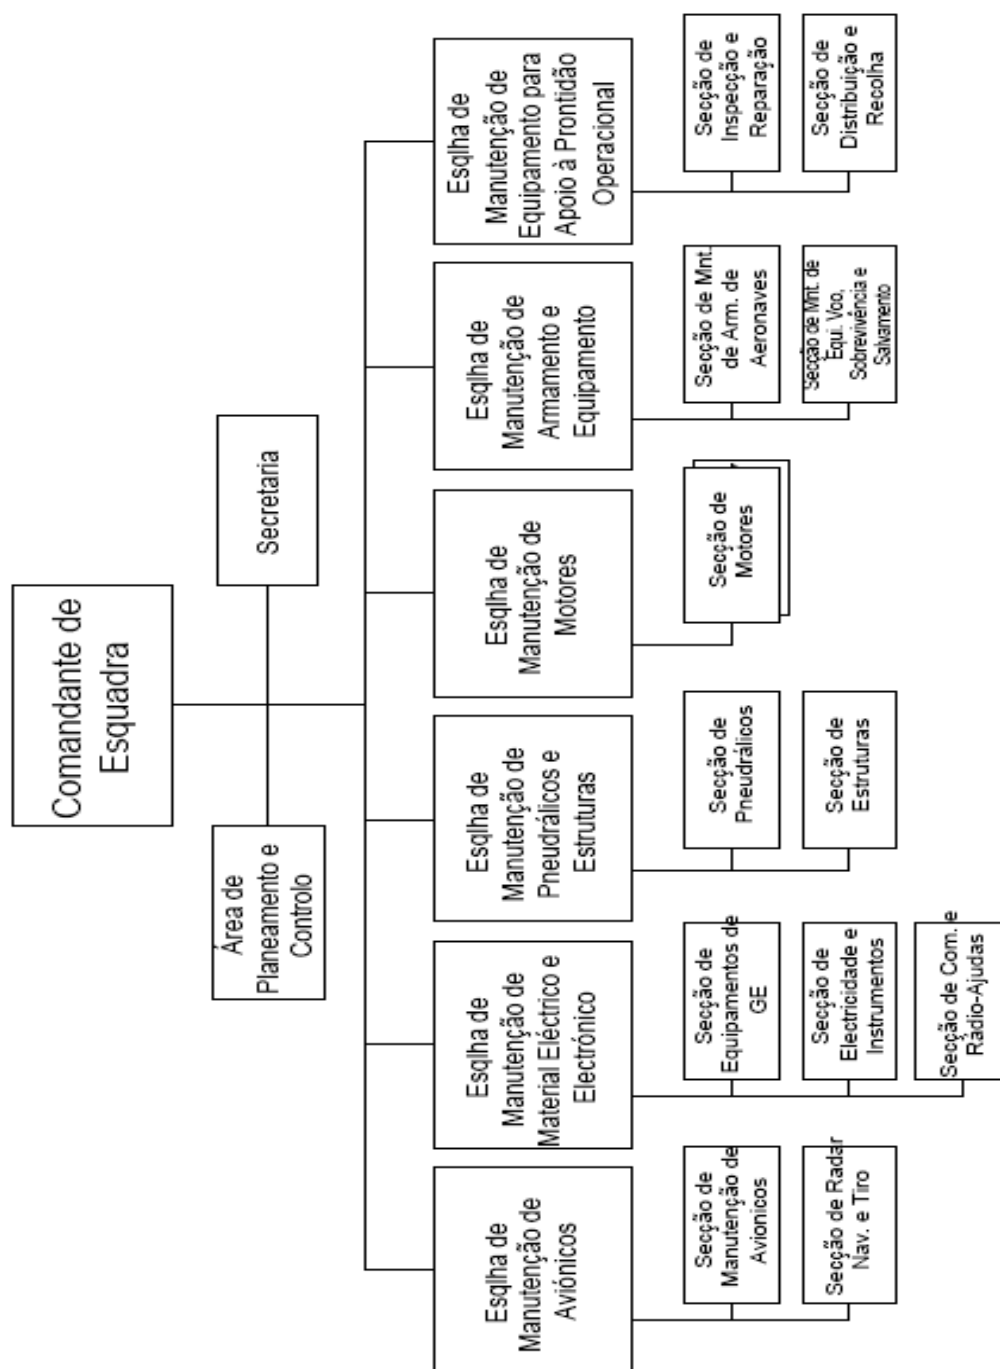 Comandante de
Esquadra
Área de
Planeamento e
Controlo
Secretaria
Esqlha de
Manutenção de
Aviónicos
Esqlha de
Manutenção de
Material Eléctrico e
Electrónico
Esqlha de
Manutenção de
Pneudrálicos e
Estruturas
Esqlha de
Manutenção de
Motores
Esqlha de
Manutenção de
Armamento e
Equipamento
Esqlha de
Manutenção de
Equipamento para
Apoio à Prontidão
Operacional
Secção de
Manutenção de
Avionicos
Secção de Radar
Nav. e Tiro
Secção de
Equipamentos de
GE
Secção de
Electricidade e
Instrumentos
Secção de Com. e
Rádio-Ajudas
Secção de
Pneudrálicos
Secção de
Estruturas
Secção de
Motores
Secção de Mnt.
de Arm. de
Aeronaves
Secção de Mnt. de
Equi. Voo,
Sobrevivência e
Salvamento
Secção de
Inspecção e
Reparação
Secção de
Distribuição e
Recolha